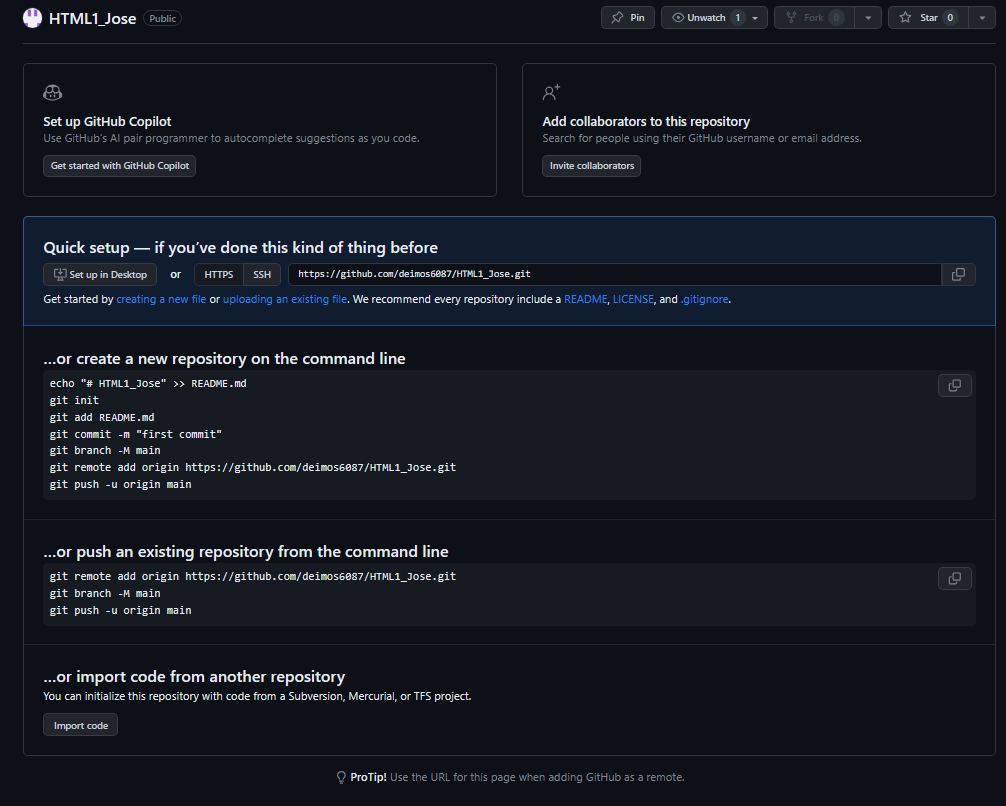 HTML1_Jose Public Pin Unwatch 1 Fork 0 Star 0
Set up GitHub Copilot
Use GitHub's AI pair programmer to autocomplete suggestions as you code.
Get started with GitHub Copilot
Add collaborators to this repository
Search for people using their GitHub username or email address.
Invite collaborators
Quick setup — if you've done this kind of thing before
Set up in Desktop or HTTPS SSH https://github.com/deimos6087/HTML1_Jose.git
Get started by creating a new file or uploading an existing file. We recommend every repository include a README, LICENSE, and .gitignore.
…or create a new repository on the command line
echo "# HTML1_Jose" >> README.md
git init
git add README.md
git commit -m "first commit"
git branch -M main
git remote add origin https://github.com/deimos6087/HTML1_Jose.git
git push -u origin main
…or push an existing repository from the command line
git remote add origin https://github.com/deimos6087/HTML1_Jose.git
git branch -M main
git push -u origin main
…or import code from another repository
You can initialize this repository with code from a Subversion, Mercurial, or TFS project.
Import code
ProTip! Use the URL for this page when adding GitHub as a remote.